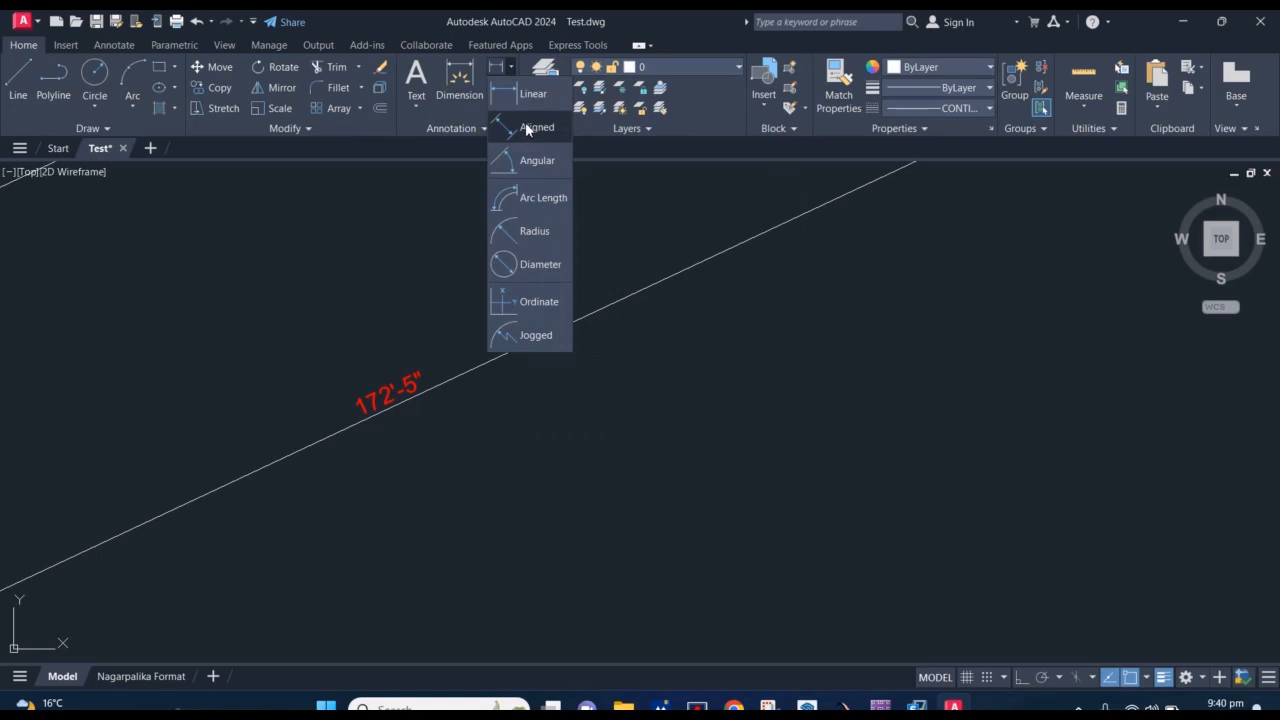 A
Share
Autodesk AutoCAD 2024 Test.dwg
Type a keyword or phrase
Sign In
Home Insert Annotate Parametric View Manage Output Add-ins Collaborate Featured Apps Express Tools
Line Polyline Circle Arc
Move Rotate Trim
Copy Mirror Fillet
Stretch Scale Array
Text Dimension
0
Insert
Match
Properties
ByLayer
ByLayer
CONTI...
Group
Measure
Paste
Base
Draw Modify Annotation Layers Block Properties Groups Utilities Clipboard View
Linear
Aligned
Angular
Arc Length
Radius
Diameter
Ordinate
Jogged
Start Test*
[−][Top][2D Wireframe]
N
W TOP E
S
WCS
172'-5"
Y
X
Model Nagarpalika Format
MODEL
16°C
Search
9:40 pm